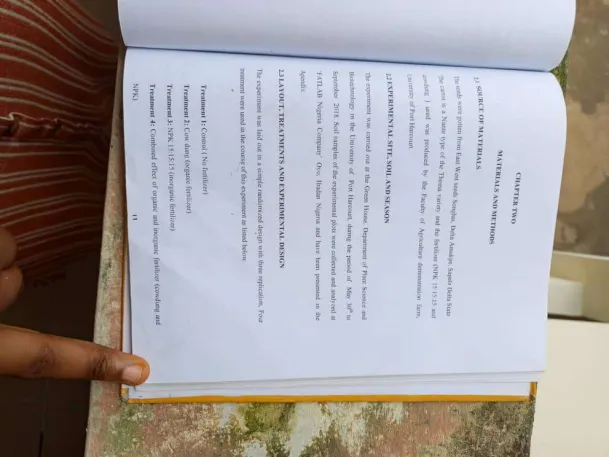 CHAPTER TWO
MATERIALS AND METHODS
2.1 SOURCE OF MATERIALS
The seeds were gotten from East West seeds Songhai, Delta Amukpe, Sapele Delta State
the carrot is a Nante type of the Throma variety and the fertilizer (NPK 15:15:25 and
cowdung ) used was produced by the Faculty of Agriculture demonstration farm,
University of Port Harcourt.
2.2 EXPERIMENTAL SITE, SOIL AND SEASON
The experiment was carried out at the Green House, Department of Plant Science and
Biotechnology in the University of Port Harcourt, during the period of May 30th to
September 2018. Soil samples of the experimental plots were collected and analyzed at
'FATLAB Nigeria Company' Oyo, Ibadan Nigeria and have been presented in the
Appendix.
2.3 LAYOUT, TREATMENTS AND EXPERIMENTAL DESIGN
The experiment was laid out in a simple randomized design with three replication. Four
treatment were used in the course of this experiment as listed below
Treatment 1: Control ( No fertilizer)
Treatment 2: Cow dung (organic fertilizer)
Treatment 3: NPK 15:15:15 (inorganic fertilizer)
Treatment 4: Combined effect of organic and inorganic fertilizer (cowdung and
NPK)